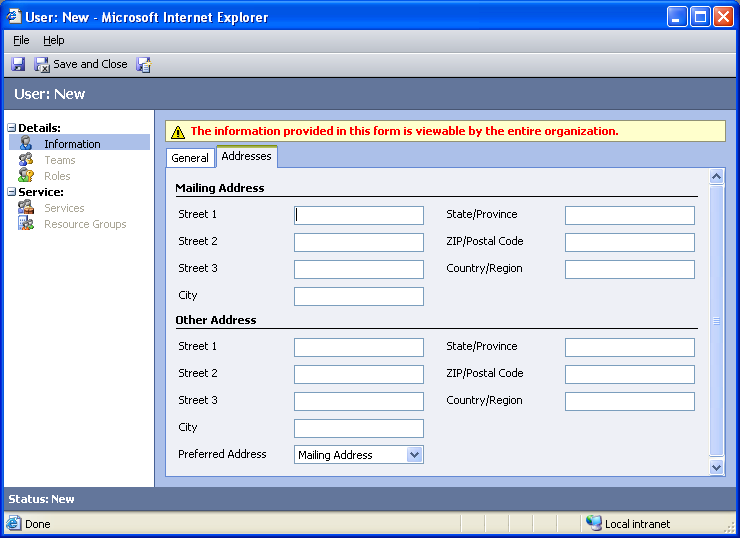 User: New - Microsoft Internet Explorer
File Help
Save and Close
User: New
Details:
Information
Teams
Roles
Service:
Services
Resource Groups
The information provided in this form is viewable by the entire organization.
General Addresses
Mailing Address
Street 1 State/Province
Street 2 ZIP/Postal Code
Street 3 Country/Region
City
Other Address
Street 1 State/Province
Street 2 ZIP/Postal Code
Street 3 Country/Region
City
Preferred Address Mailing Address
Status: New
Done Local intranet